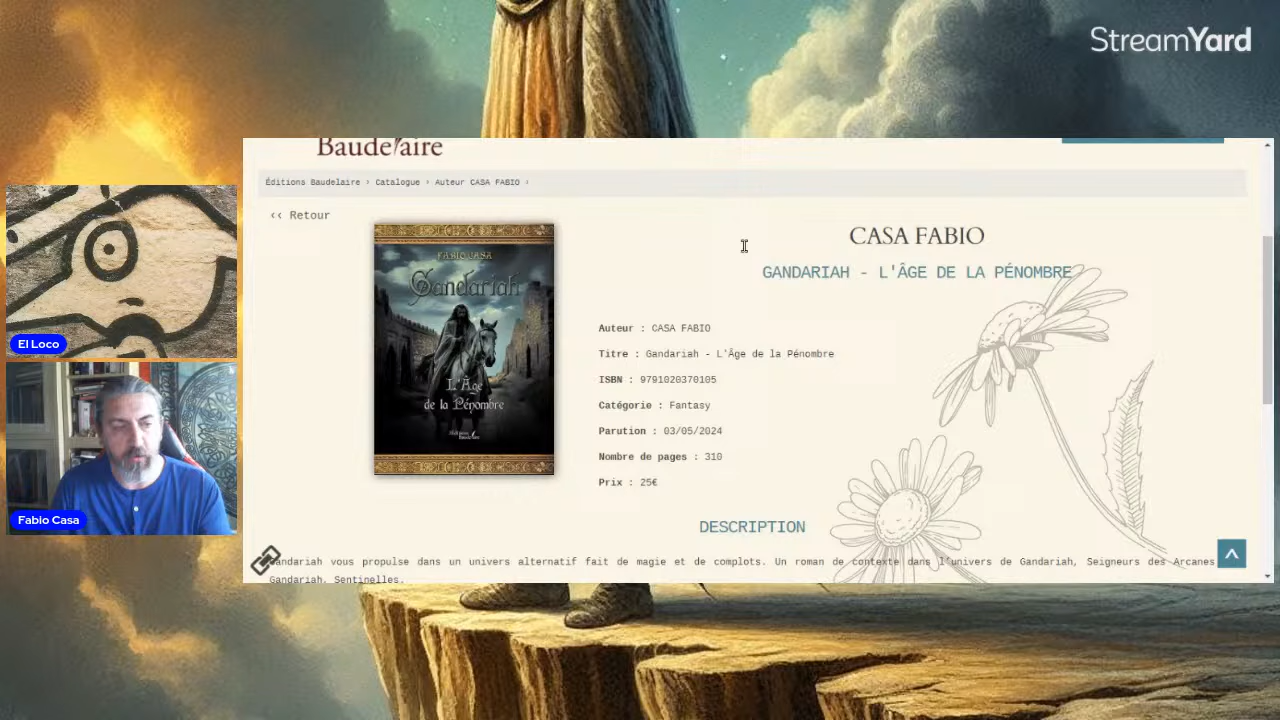 StreamYard
Baudelaire
Éditions Baudelaire › Catalogue › Auteur CASA FABIO ›
‹‹ Retour
FABIO CASA
Gandariah
L'Âge
de la Pénombre
Éditions
Baudelaire
CASA FABIO
GANDARIAH - L'ÂGE DE LA PÉNOMBRE
Auteur : CASA FABIO
Titre : Gandariah - L'Âge de la Pénombre
ISBN : 9791020370105
Catégorie : Fantasy
Parution : 03/05/2024
Nombre de pages : 310
Prix : 25€
DESCRIPTION
Gandariah vous propulse dans un univers alternatif fait de magie et de complots. Un roman de contexte dans l'univers de Gandariah, Seigneurs des Arcanes
Gandariah, Sentinelles.
El Loco
Fabio Casa